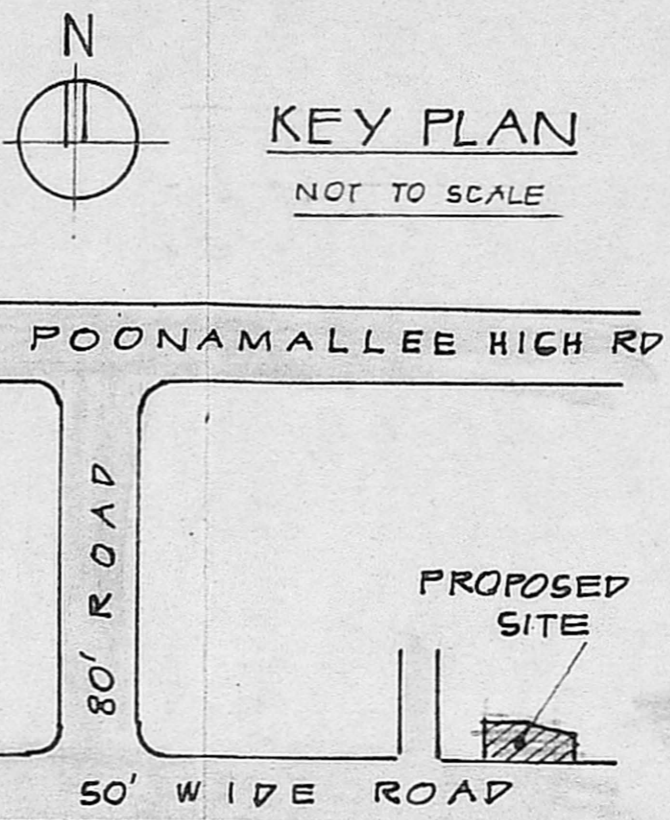 N
KEY PLAN
NOT TO SCALE
POONAMALLEE HIGH RD
80' ROAD
PROPOSED
SITE
50' WIDE ROAD